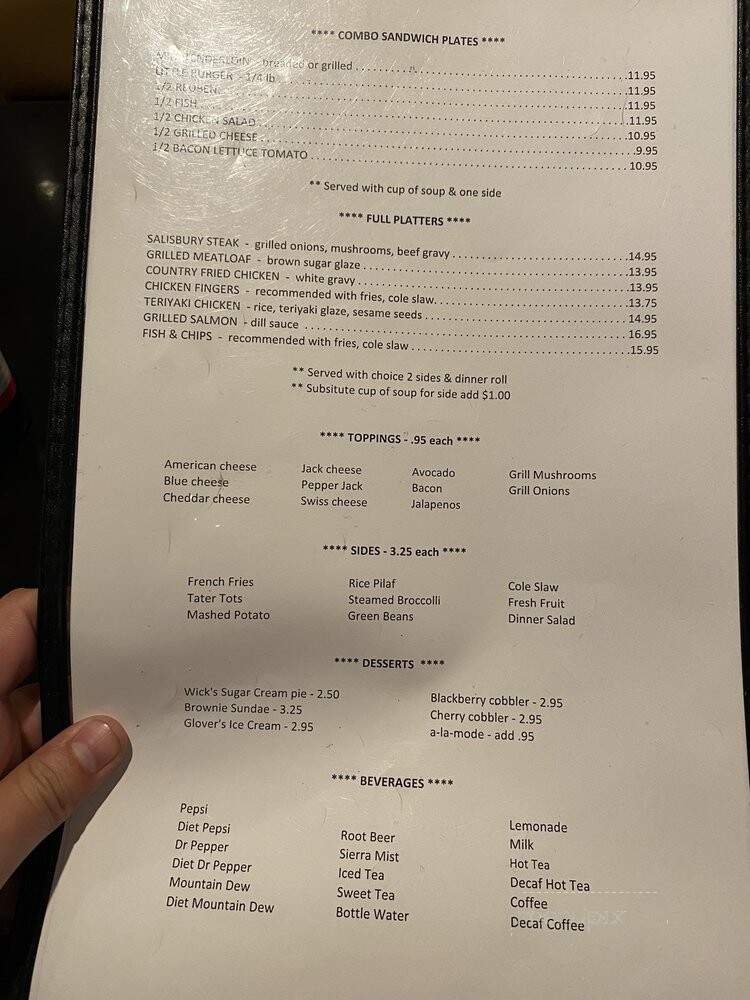 **** COMBO SANDWICH PLATES ****
TENDERLOIN - breaded or grilled . . . . . . . . . . 11.95
LITTLE BURGER - 1/4 lb . . . . . . . . . . 11.95
1/2 REUBEN . . . . . . . . . . 11.95
1/2 FISH . . . . . . . . . . 11.95
1/2 CHICKEN SALAD . . . . . . . . . . 10.95
1/2 GRILLED CHEESE . . . . . . . . . . 9.95
1/2 BACON LETTUCE TOMATO . . . . . . . . . . 10.95
** Served with cup of soup & one side
**** FULL PLATTERS ****
SALISBURY STEAK - grilled onions, mushrooms, beef gravy . . . . . . . . . . 14.95
GRILLED MEATLOAF - brown sugar glaze . . . . . . . . . . 13.95
COUNTRY FRIED CHICKEN - white gravy . . . . . . . . . . 13.95
CHICKEN FINGERS - recommended with fries, cole slaw. . . . . . . . . . . 13.75
TERIYAKI CHICKEN - rice, teriyaki glaze, sesame seeds . . . . . . . . . . 14.95
GRILLED SALMON - dill sauce . . . . . . . . . . 16.95
FISH & CHIPS - recommended with fries, cole slaw . . . . . . . . . . 15.95
** Served with choice 2 sides & dinner roll
** Subsitute cup of soup for side add $1.00
**** TOPPINGS - .95 each ****
American cheese
Blue cheese
Cheddar cheese
Jack cheese
Pepper Jack
Swiss cheese
Avocado
Bacon
Jalapenos
Grill Mushrooms
Grill Onions
**** SIDES - 3.25 each ****
French Fries
Tater Tots
Mashed Potato
Rice Pilaf
Steamed Broccolli
Green Beans
Cole Slaw
Fresh Fruit
Dinner Salad
**** DESSERTS ****
Wick's Sugar Cream pie - 2.50
Brownie Sundae - 3.25
Glover's Ice Cream - 2.95
Blackberry cobbler - 2.95
Cherry cobbler - 2.95
a-la-mode - add .95
**** BEVERAGES ****
Pepsi
Diet Pepsi
Dr Pepper
Diet Dr Pepper
Mountain Dew
Diet Mountain Dew
Root Beer
Sierra Mist
Iced Tea
Sweet Tea
Bottle Water
Lemonade
Milk
Hot Tea
Decaf Hot Tea
Coffee
Decaf Coffee